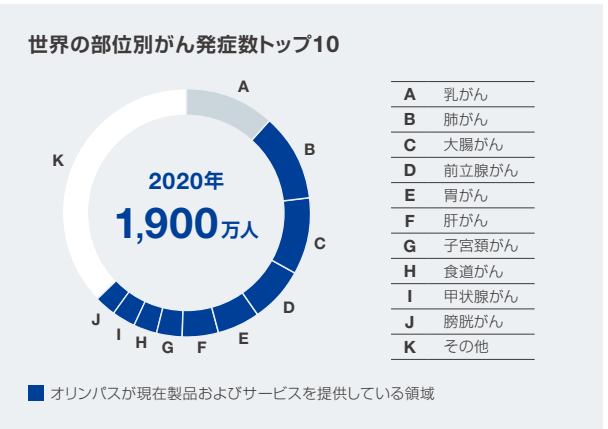 世界の部位別がん発症数トップ10
A
B
C
D
E
F
G
H
I
J
K
2020年
1,900万人
A 乳がん
B 肺がん
C 大腸がん
D 前立腺がん
E 胃がん
F 肝がん
G 子宮頚がん
H 食道がん
I 甲状腺がん
J 膀胱がん
K その他
オリンパスが現在製品およびサービスを提供している領域